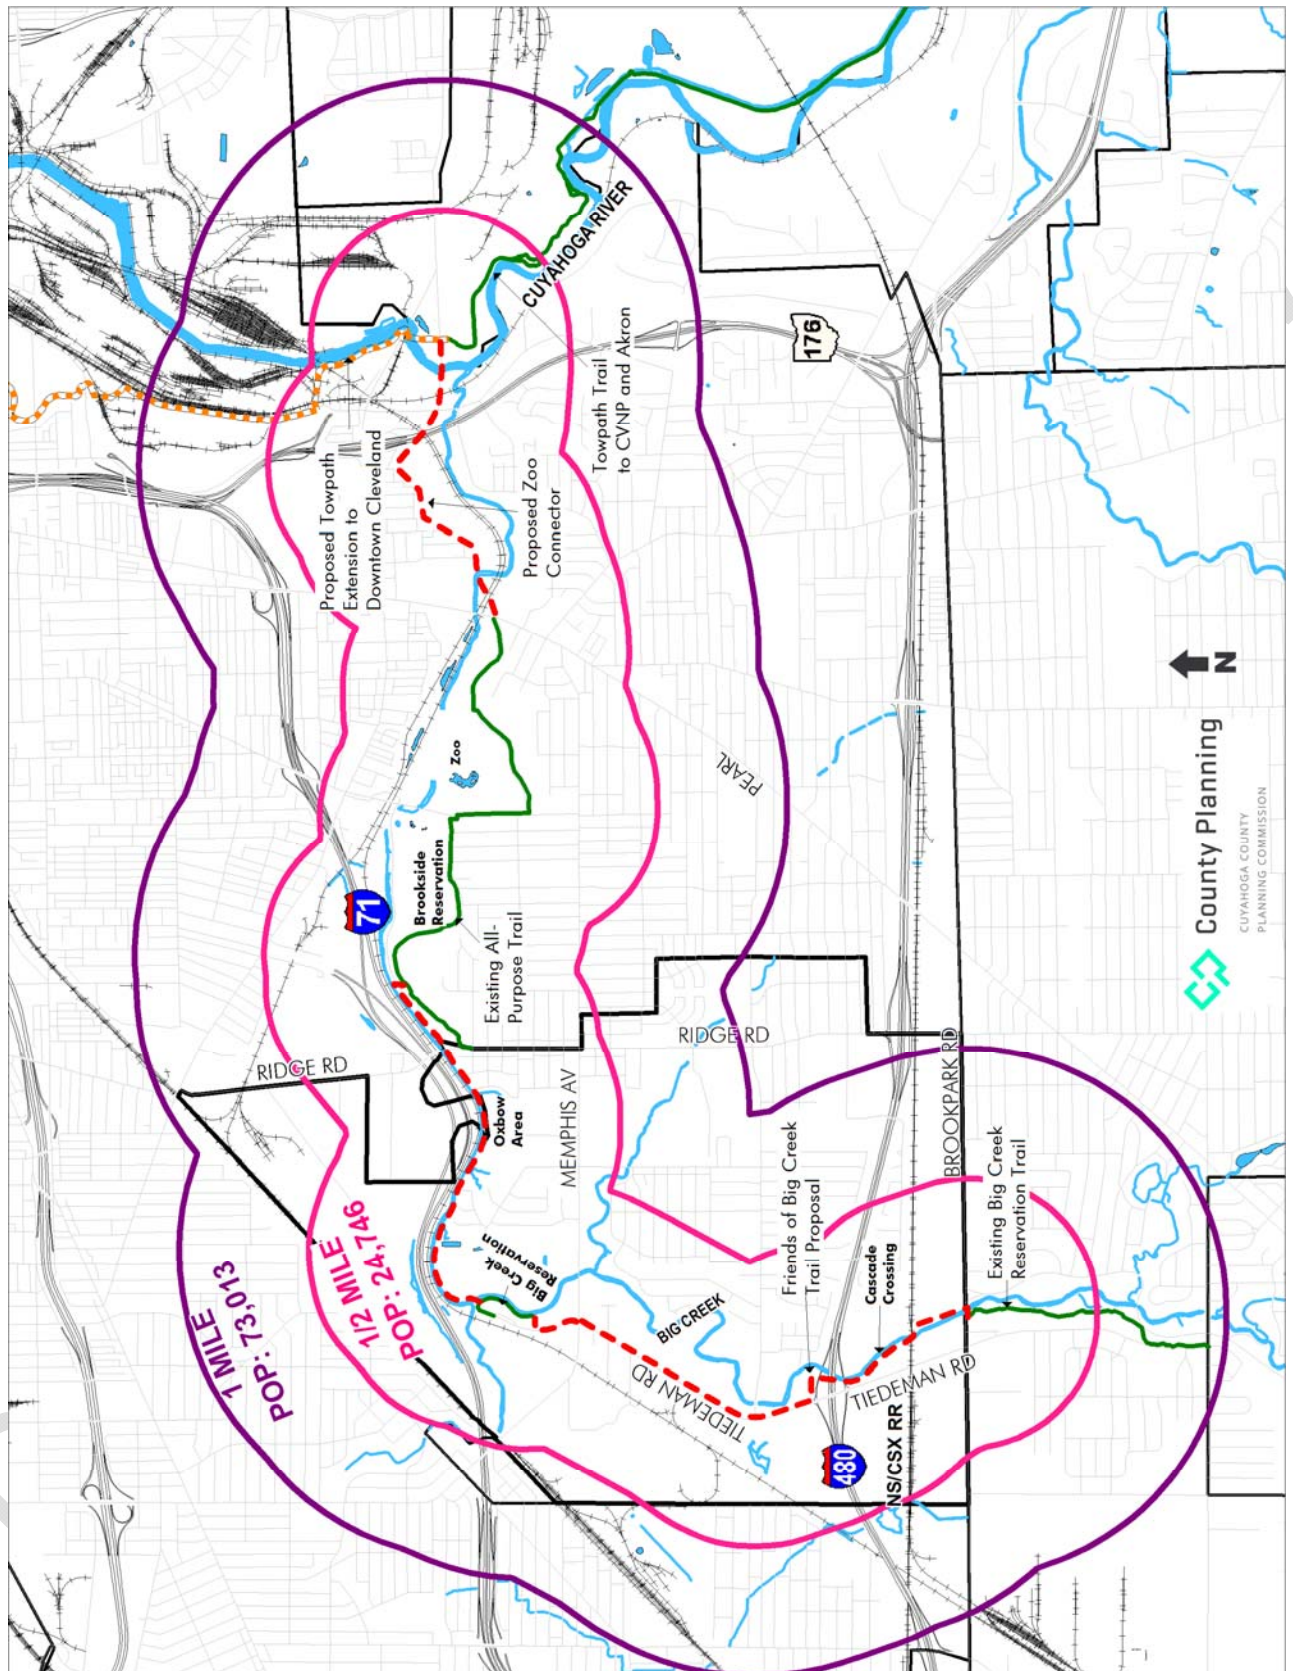 1 MILE
POP: 73,013
1/2 MILE
POP: 24,746
RIDGE RD
71
Proposed Towpath
Extension to
Downtown Cleveland
Brookside
Reservation
Zoo
Existing All-
Purpose Trail
Proposed Zoo
Connector
CUYAHOGA RIVER
Towpath Trail
to CVNP and Akron
Oxbow
Area
Big Creek
Reservation
MEMPHIS AV
BIG CREEK
TIEDEMAN RD
RIDGE RD
PEARL
176
Friends of Big Creek
Trail Proposal
480
TIEDEMAN RD
Cascade
Crossing
NS/CSX RR
BROOKPARK RD
Existing Big Creek
Reservation Trail
County Planning
CUYAHOGA COUNTY
PLANNING COMMISSION
N